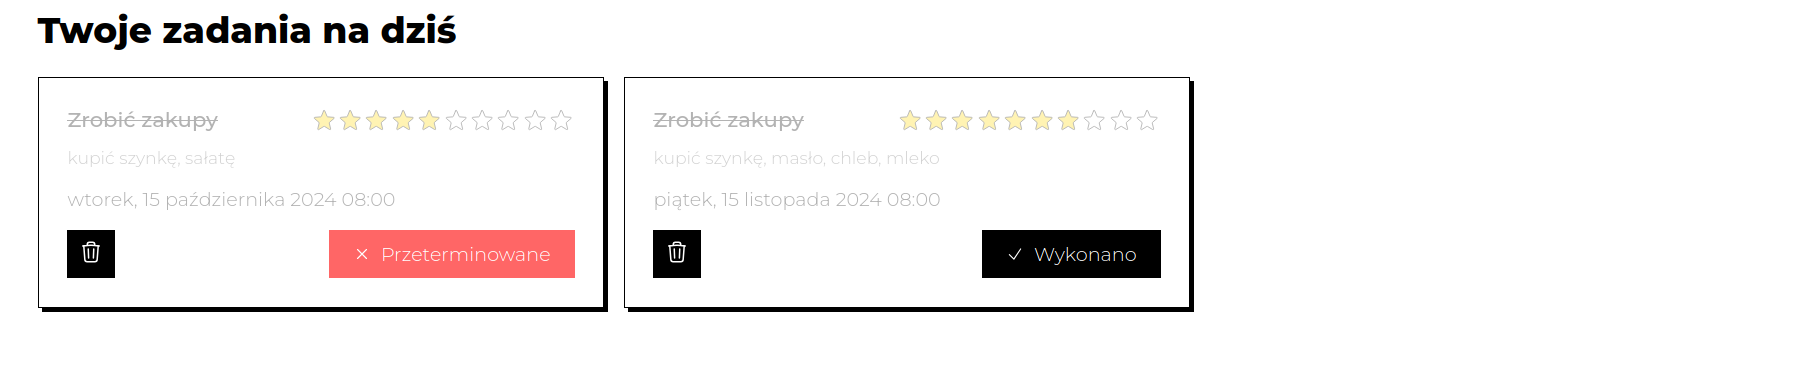 Twoje zadania na dziś
Zrobić zakupy
kupić szynkę, sałatę
wtorek, 15 października 2024 08:00
Przeterminowane
Zrobić zakupy
kupić szynkę, masło, chleb, mleko
piątek, 15 listopada 2024 08:00
Wykonano